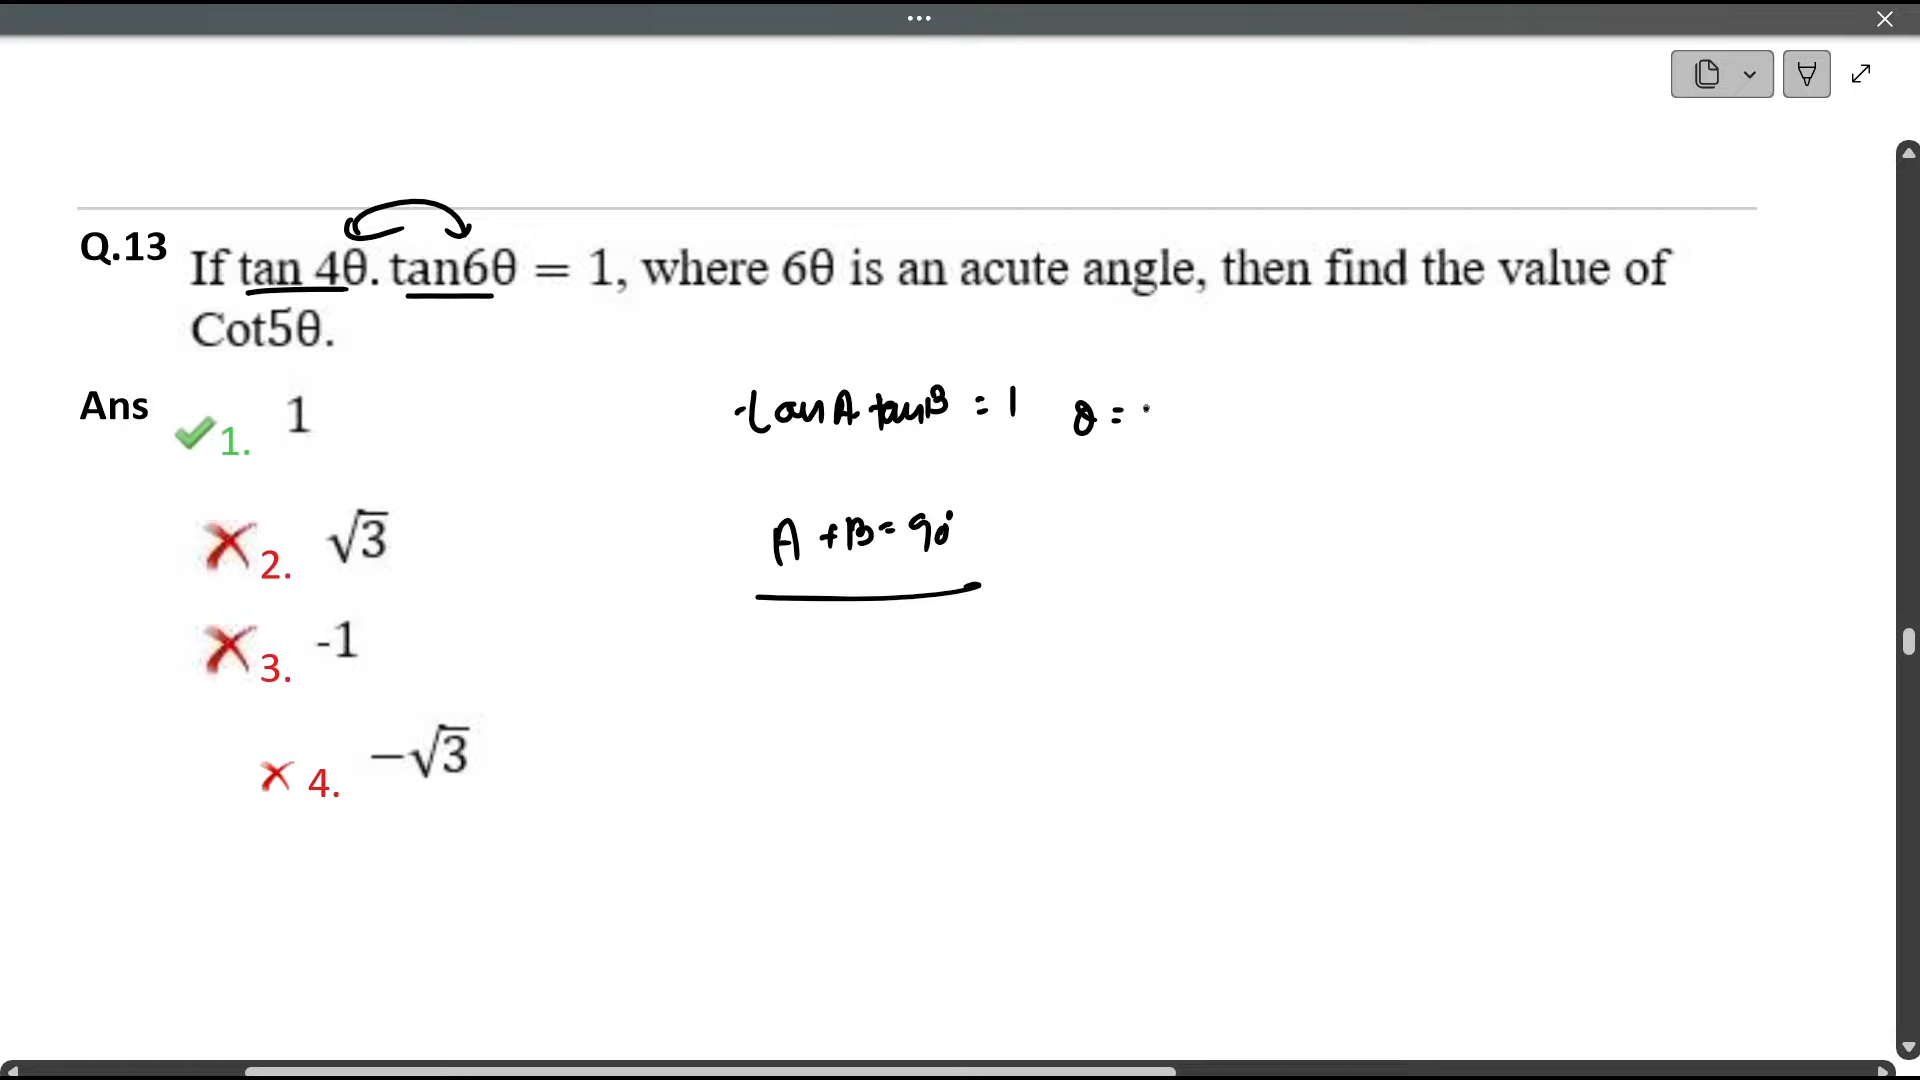 Q.13 If tan 4θ. tan6θ = 1, where 6θ is an acute angle, then find the value of
Cot5θ.
Ans
1. 1
tanA tanB = 1 θ =
2. √3
A + B = 90°
3. -1
4. −√3